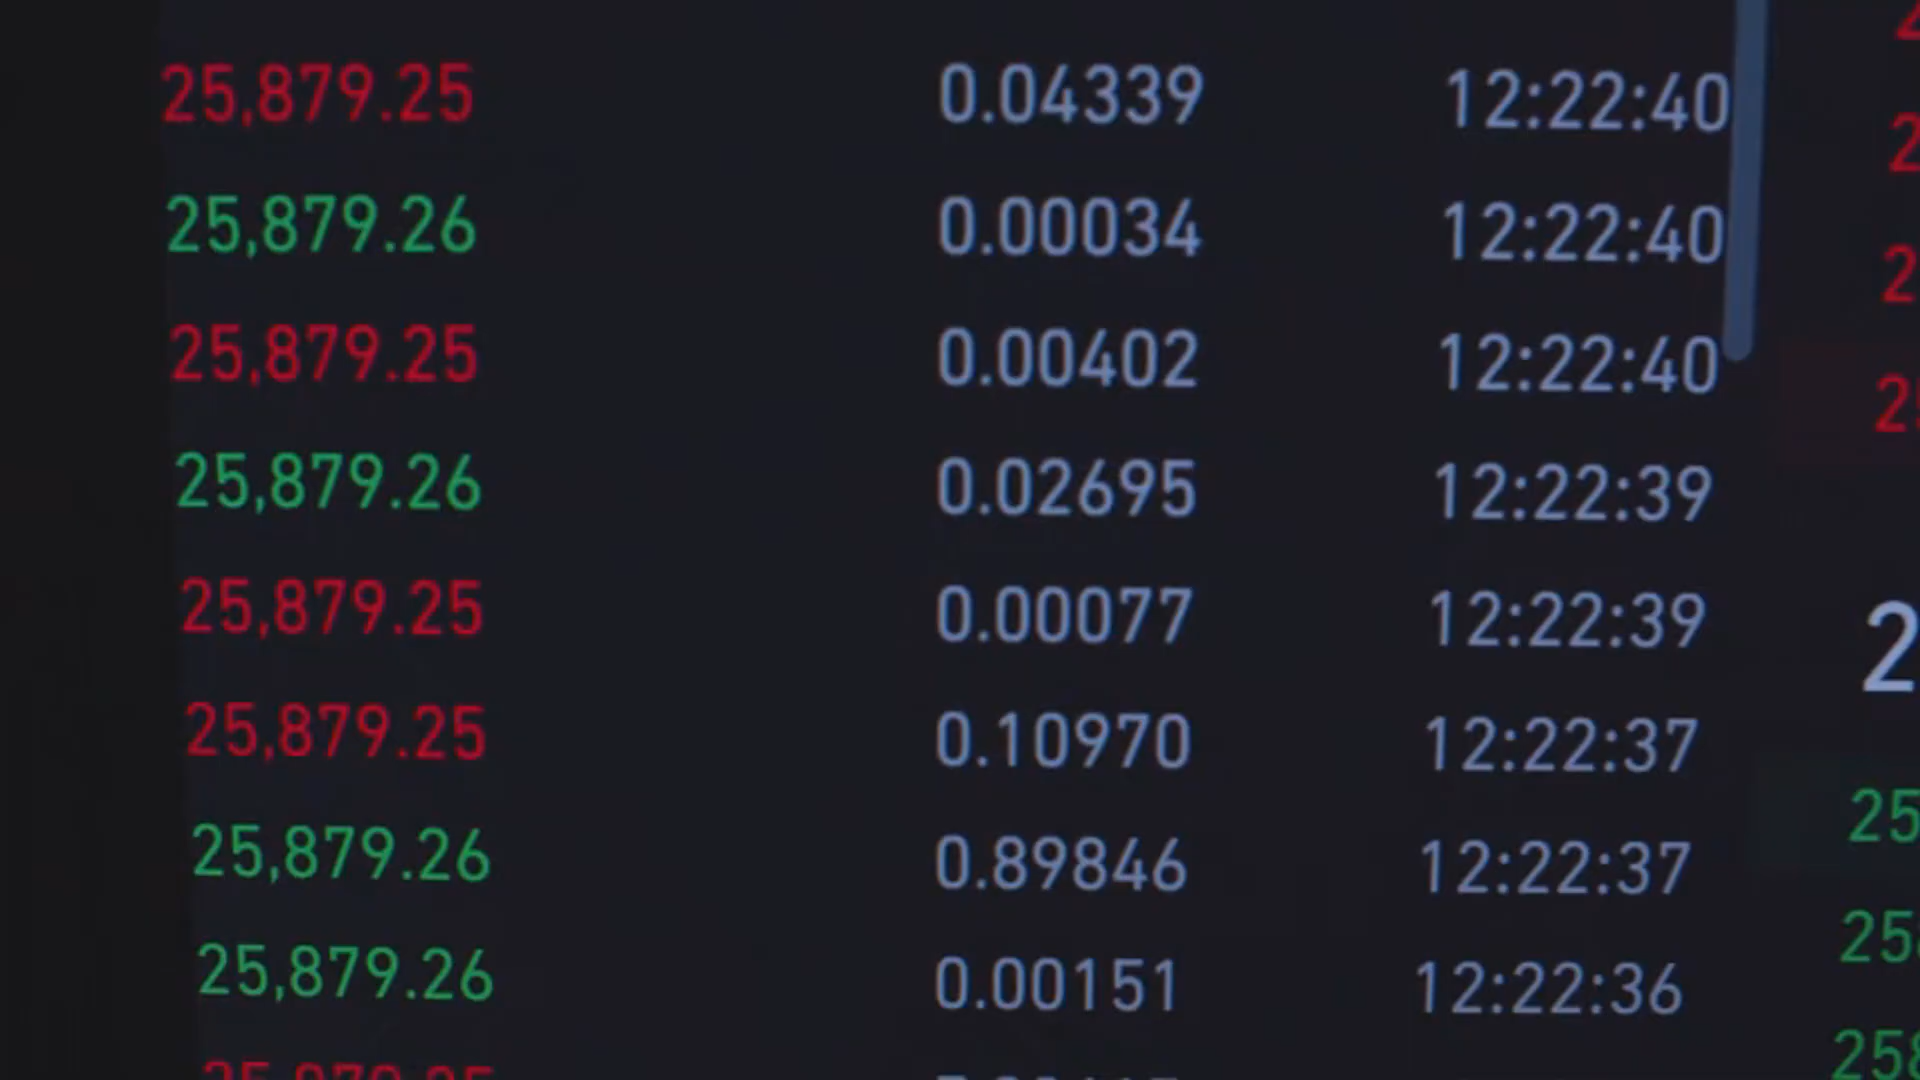 25,879.25 0.04339 12:22:40
25,879.26 0.00034 12:22:40
25,879.25 0.00402 12:22:40
25,879.26 0.02695 12:22:39
25,879.25 0.00077 12:22:39
25,879.25 0.10970 12:22:37
25,879.26 0.89846 12:22:37
25,879.26 0.00151 12:22:36